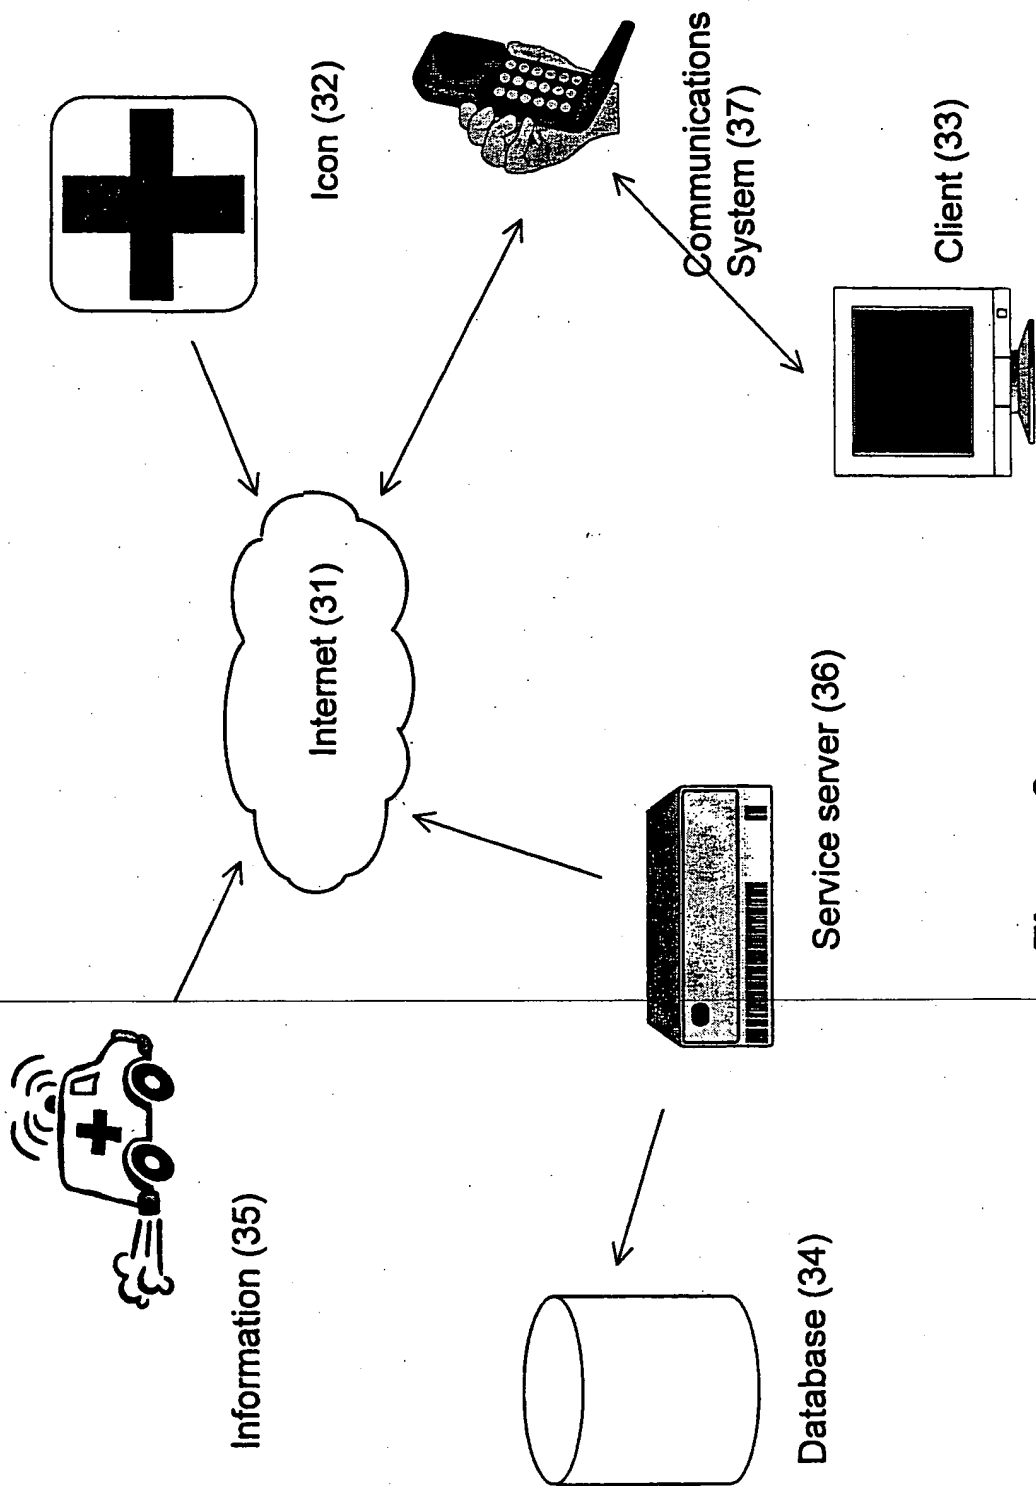 Information (35)
Icon (32)
Internet (31)
Communications
System (37)
Database (34)
Service server (36)
Client (33)